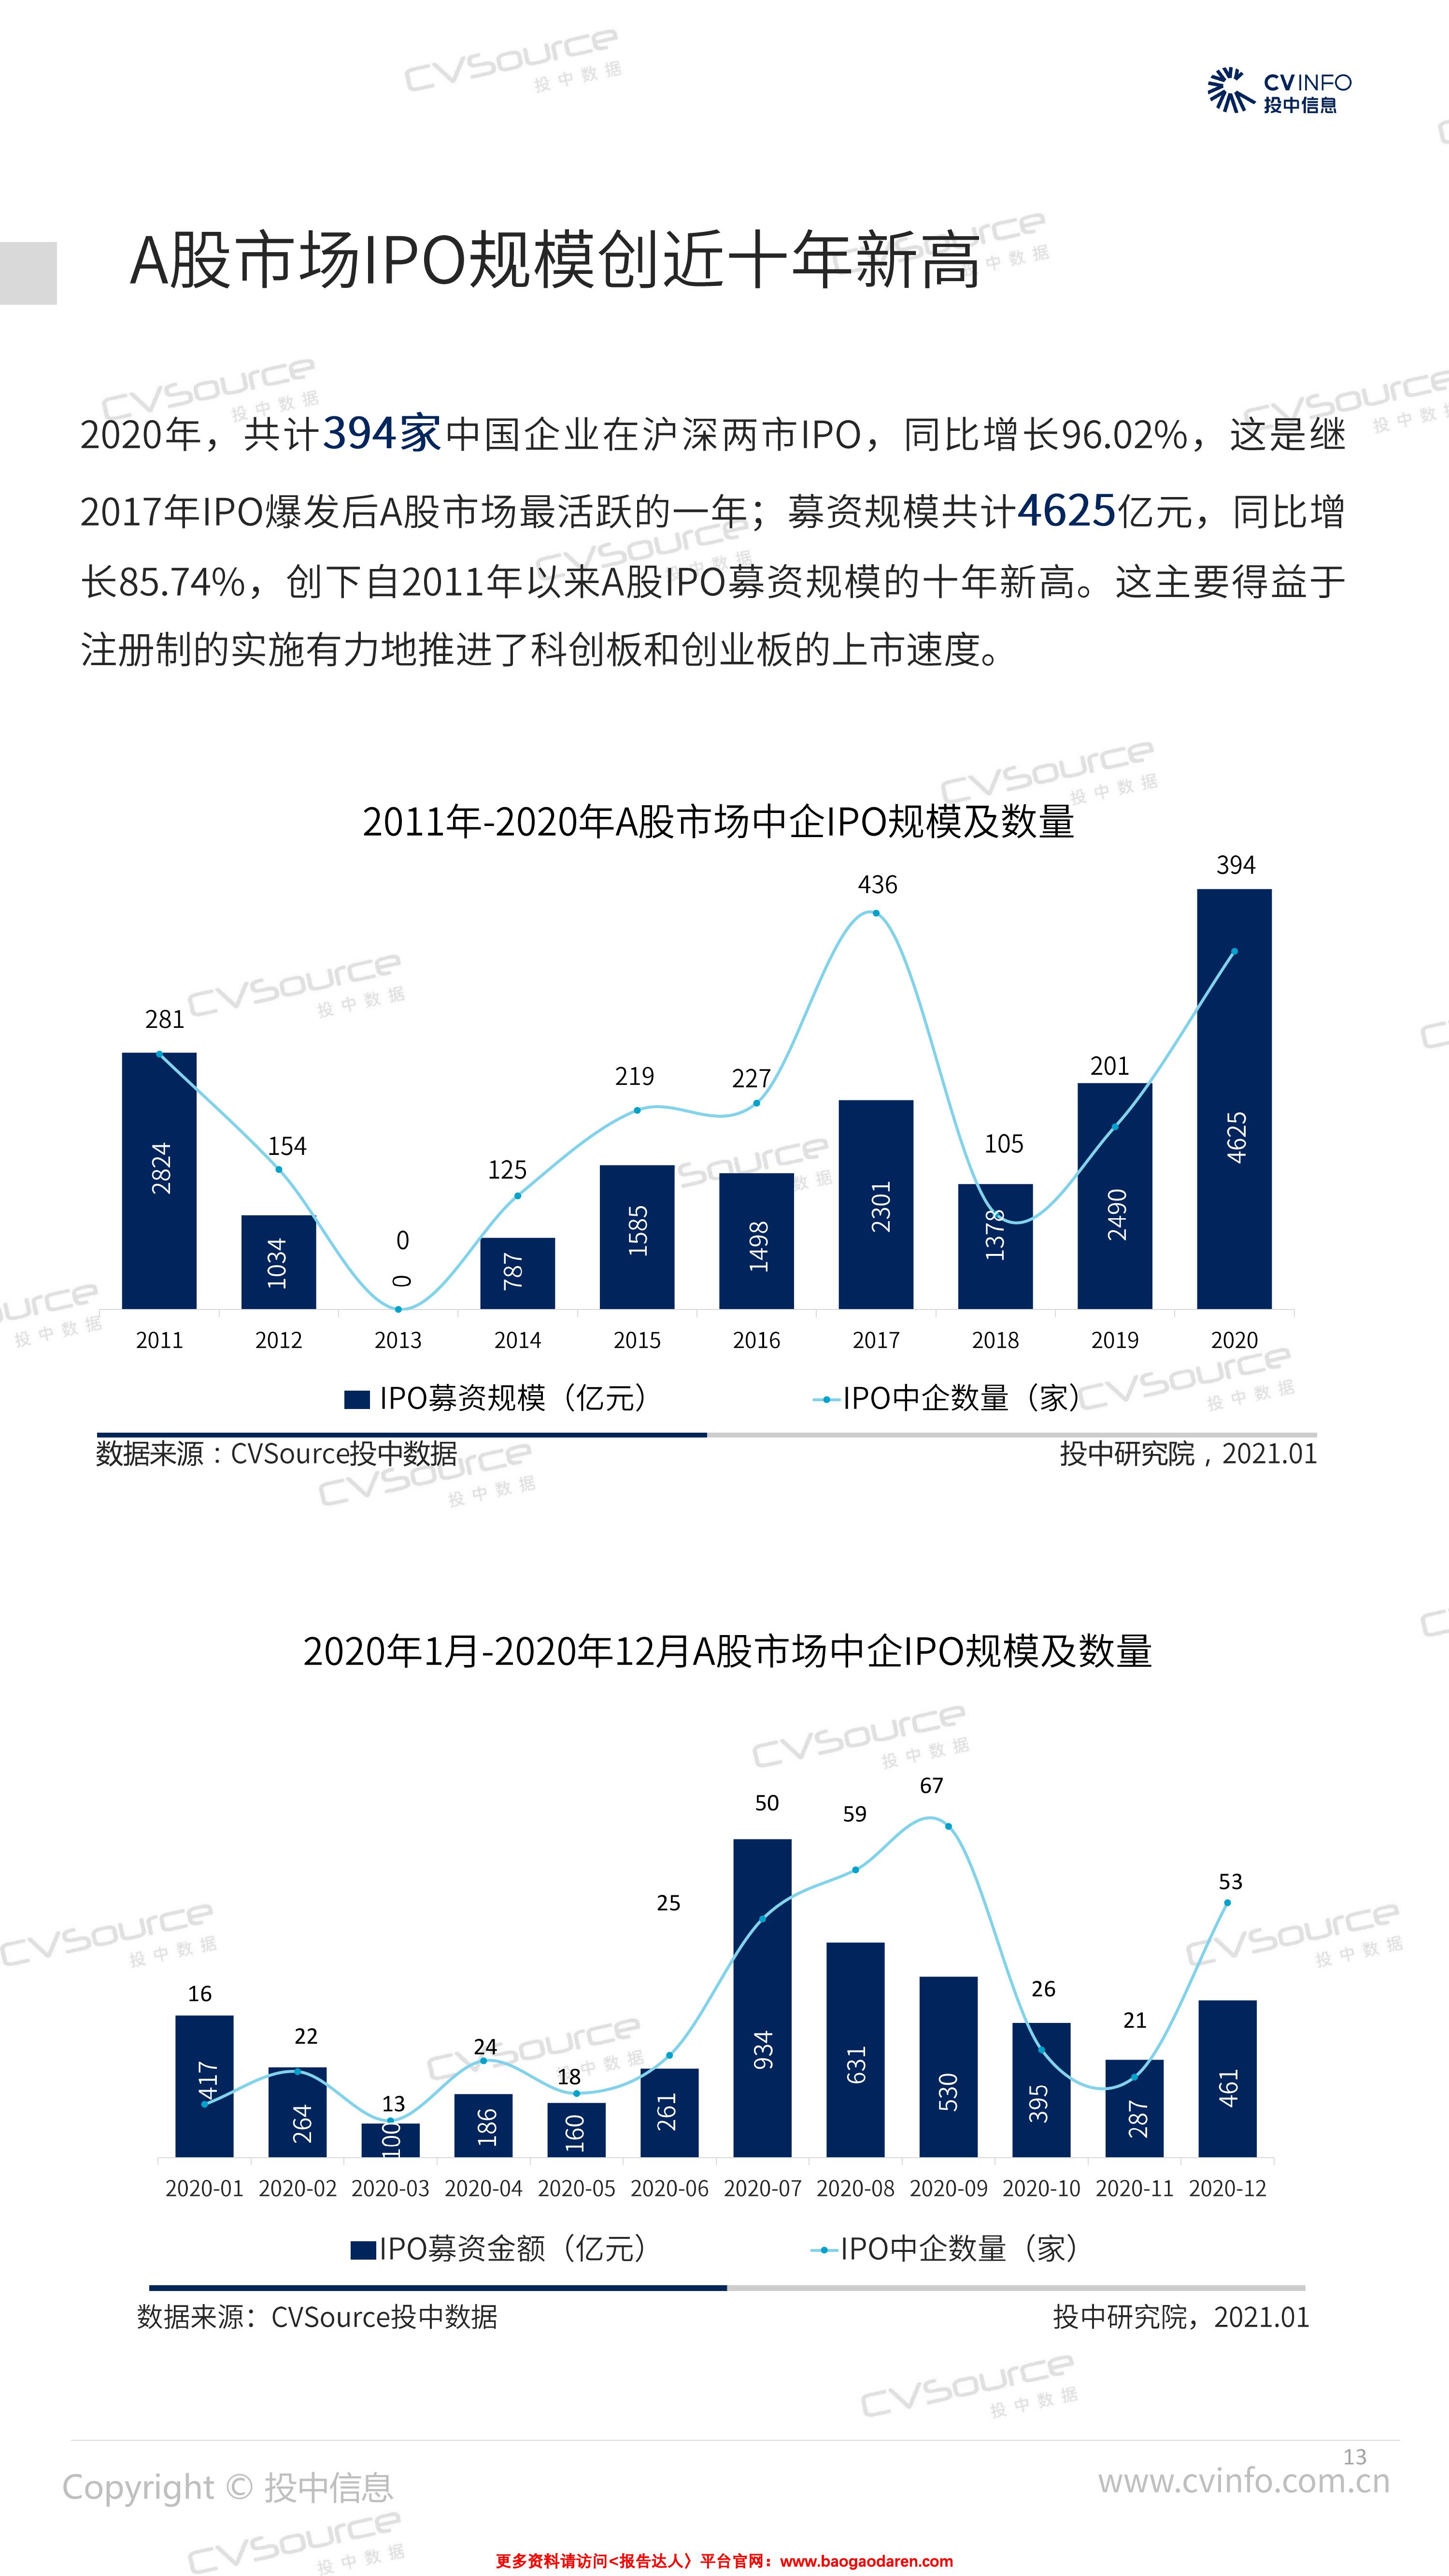 CVSource
投中数据
CVINFO
投中信息
A股市场IPO规模创近十年新高
2020年，共计394家中国企业在沪深两市IPO，同比增长96.02%，这是继
2017年IPO爆发后A股市场最活跃的一年；募资规模共计4625亿元，同比增
长85.74%，创下自2011年以来A股IPO募资规模的十年新高。这主要得益于
注册制的实施有力地推进了科创板和创业板的上市速度。
2011年-2020年A股市场中企IPO规模及数量
281 154 0 125 219 227 436 105 201 394
2824 1034 0 787 1585 1498 2301 1378 2490 4625
2011 2012 2013 2014 2015 2016 2017 2018 2019 2020
IPO募资规模（亿元） IPO中企数量（家）
数据来源：CVSource投中数据 投中研究院，2021.01
2020年1月-2020年12月A股市场中企IPO规模及数量
16 22 13 24 18 25 50 59 67 26 21 53
417 264 100 186 160 261 934 631 530 395 287 461
2020-01 2020-02 2020-03 2020-04 2020-05 2020-06 2020-07 2020-08 2020-09 2020-10 2020-11 2020-12
IPO募资金额（亿元） IPO中企数量（家）
数据来源：CVSource投中数据 投中研究院，2021.01
13
Copyright © 投中信息 www.cvinfo.com.cn
更多资料请访问<报告达人〉平台官网：www.baogaodaren.com